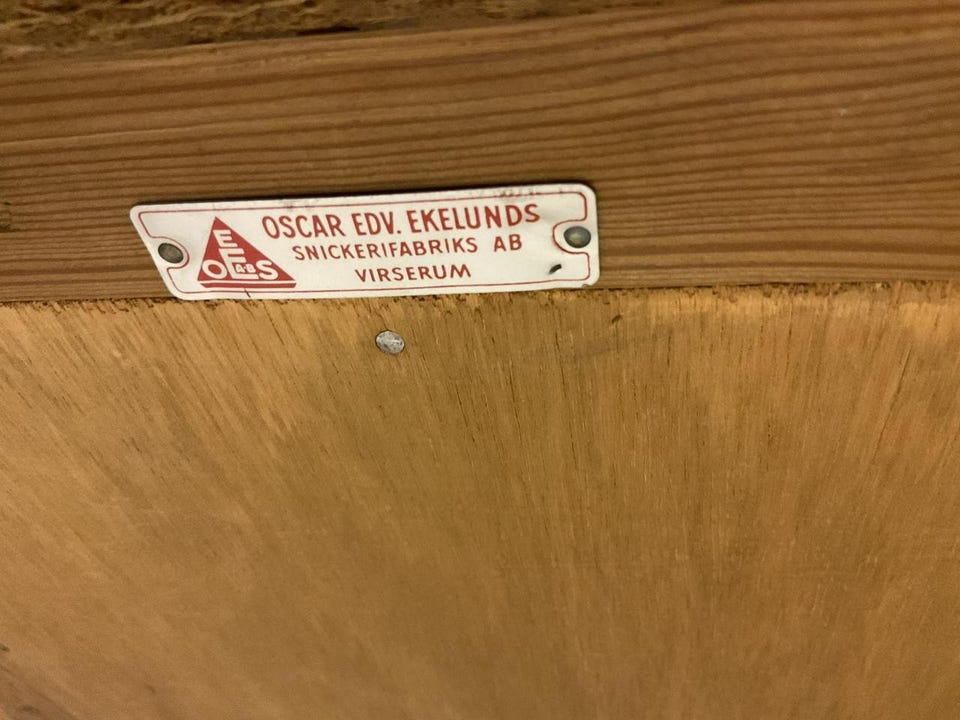 OSCAR EDV. EKELUNDS
SNICKERIFABRIKS AB
VIRSERUM
E
E
O A-B S